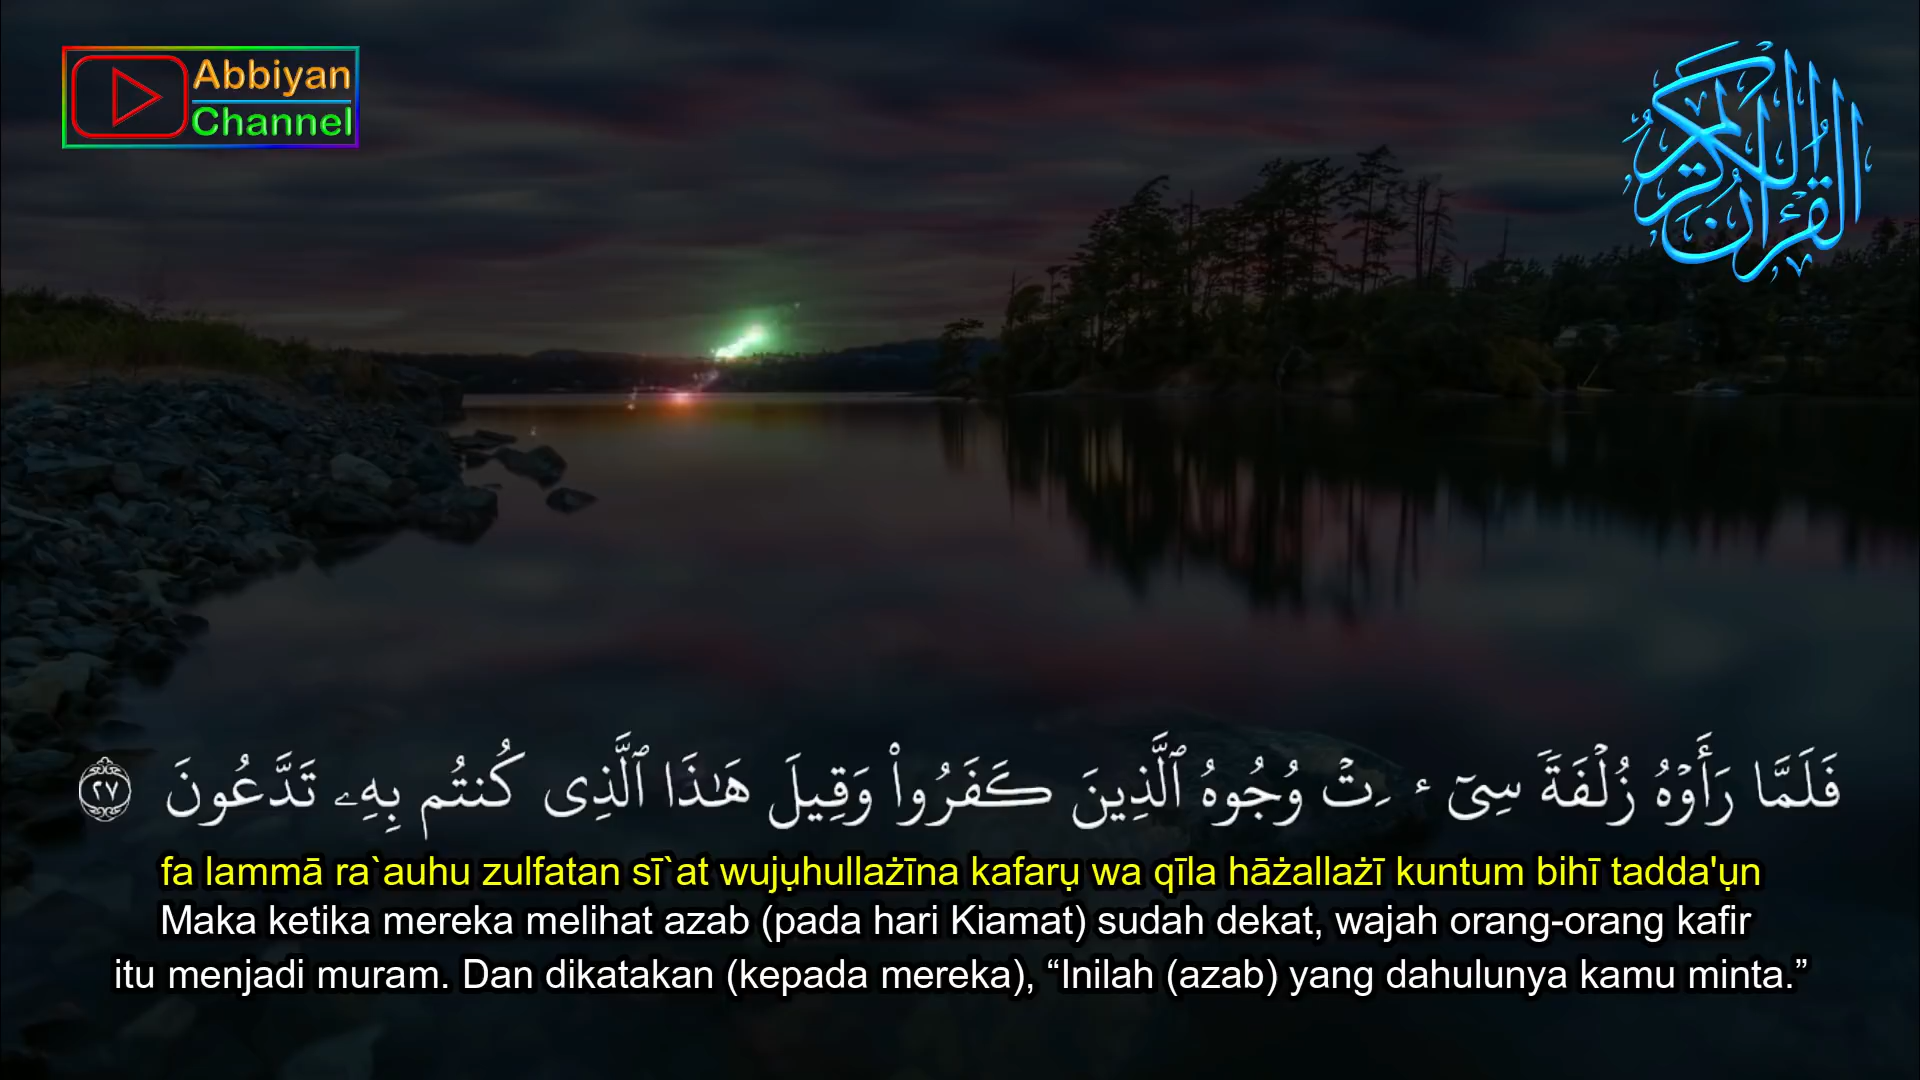 Abbiyan
Channel
القرآن الكريم
فَلَمَّا رَأَوۡهُ زُلۡفَةٗ سِيٓـَٔتۡ وُجُوهُ ٱلَّذِينَ كَفَرُواْ وَقِيلَ هَٰذَا ٱلَّذِى كُنتُم بِهِۦ تَدَّعُونَ ٢٧
fa lammā ra`auhu zulfatan sī`at wujụhullażīna kafarụ wa qīla hāżallażī kuntum bihī tadda'ụn
Maka ketika mereka melihat azab (pada hari Kiamat) sudah dekat, wajah orang-orang kafir
itu menjadi muram. Dan dikatakan (kepada mereka), “Inilah (azab) yang dahulunya kamu minta.”